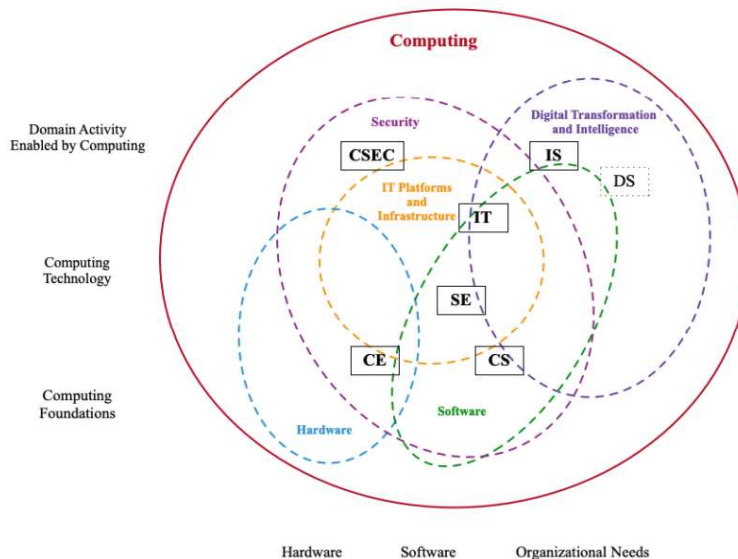 Computing
Domain Activity
Enabled by Computing
Digital Transformation
and Intelligence
Security
CSEC
IS
DS
IT Platforms
and
Infrastructure
IT
Computing
Technology
SE
CE
CS
Computing
Foundations
Software
Hardware
Hardware
Software
Organizational Needs